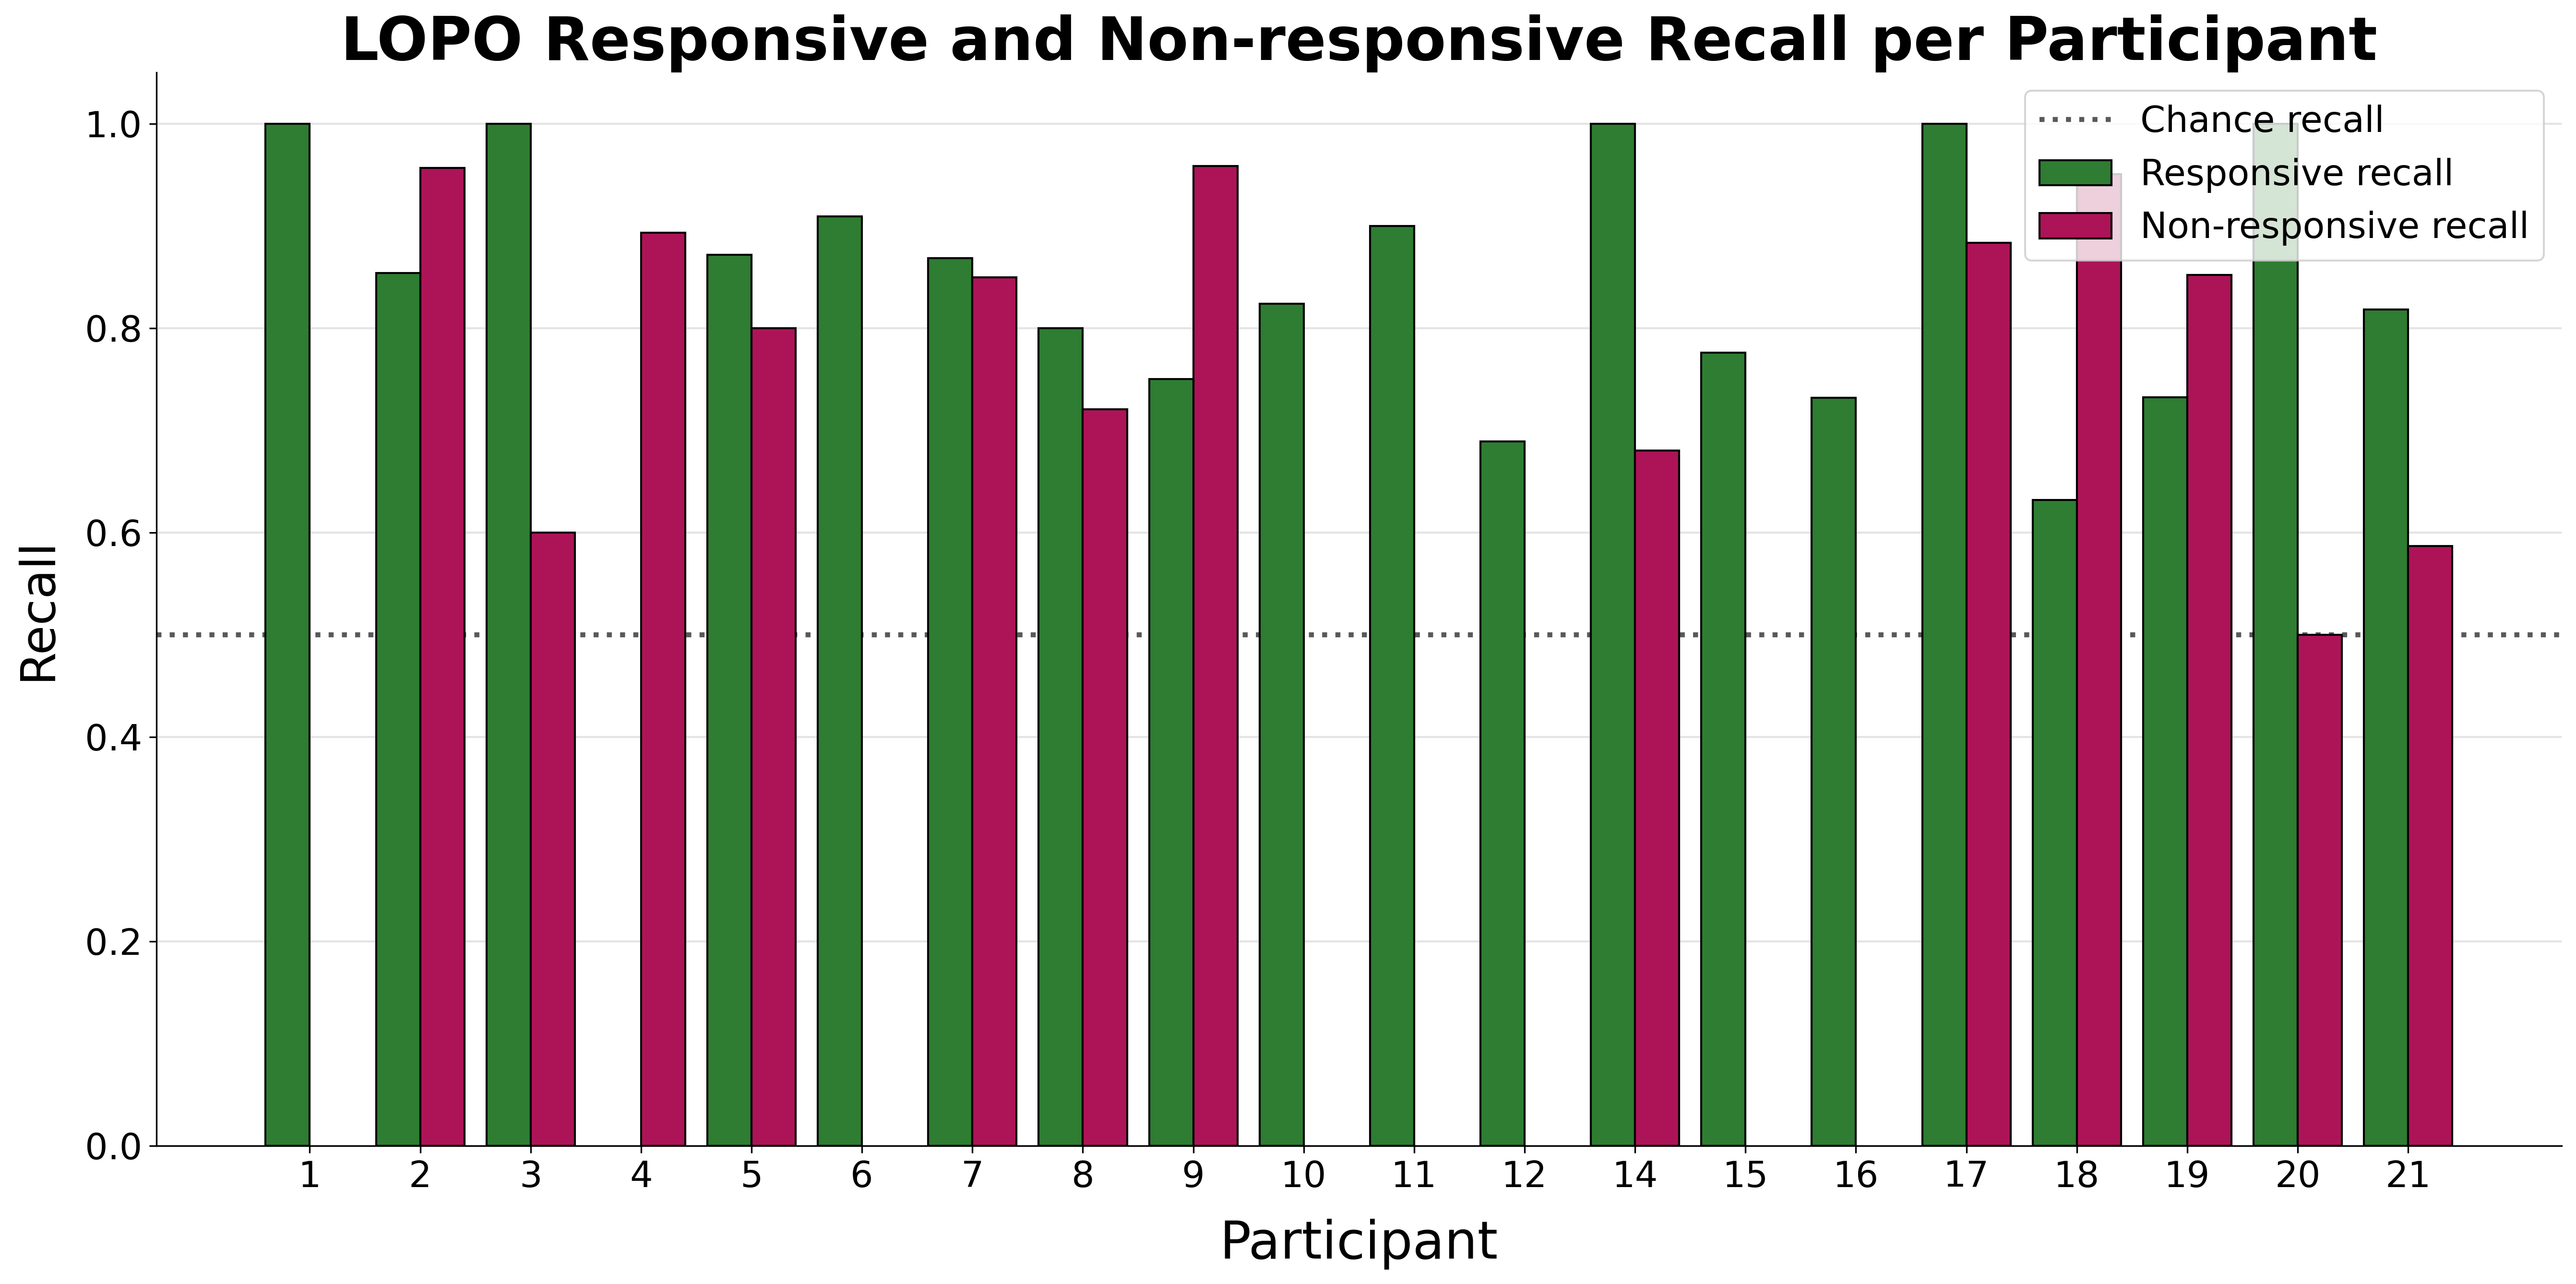 LOPO Responsive and Non-responsive Recall per Participant
Chance recall
Responsive recall
Non-responsive recall
Recall
1.0
0.8
0.6
0.4
0.2
0.0
1 2 3 4 5 6 7 8 9 10 11 12 14 15 16 17 18 19 20 21
Participant